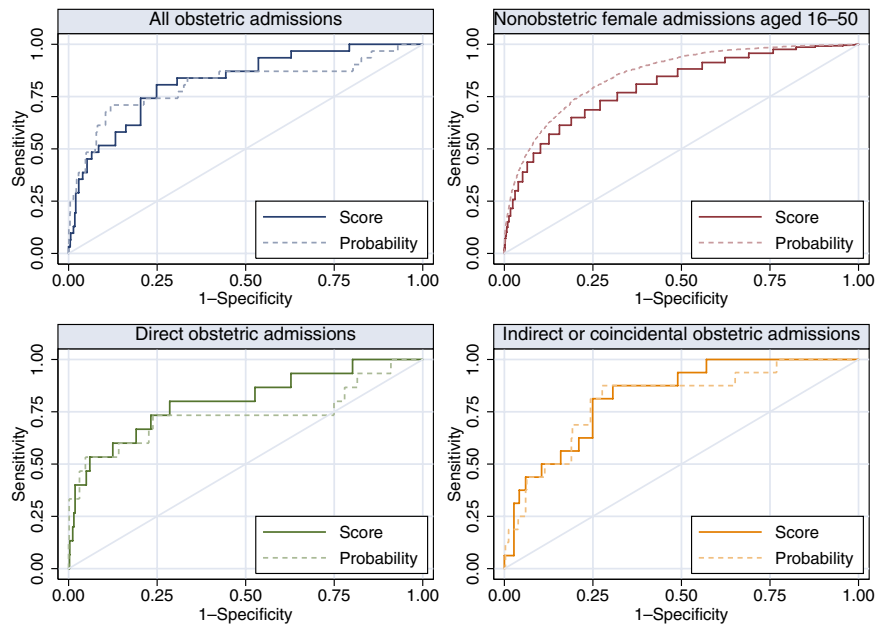 All obstetric admissions
Sensitivity
1.00
0.75
0.50
0.25
0.00
Score
Probability
0.00 0.25 0.50 0.75 1.00
1–Specificity
Nonobstetric female admissions aged 16–50
Sensitivity
1.00
0.75
0.50
0.25
0.00
Score
Probability
0.00 0.25 0.50 0.75 1.00
1–Specificity
Direct obstetric admissions
Sensitivity
1.00
0.75
0.50
0.25
0.00
Score
Probability
0.00 0.25 0.50 0.75 1.00
1–Specificity
Indirect or coincidental obstetric admissions
Sensitivity
1.00
0.75
0.50
0.25
0.00
Score
Probability
0.00 0.25 0.50 0.75 1.00
1–Specificity